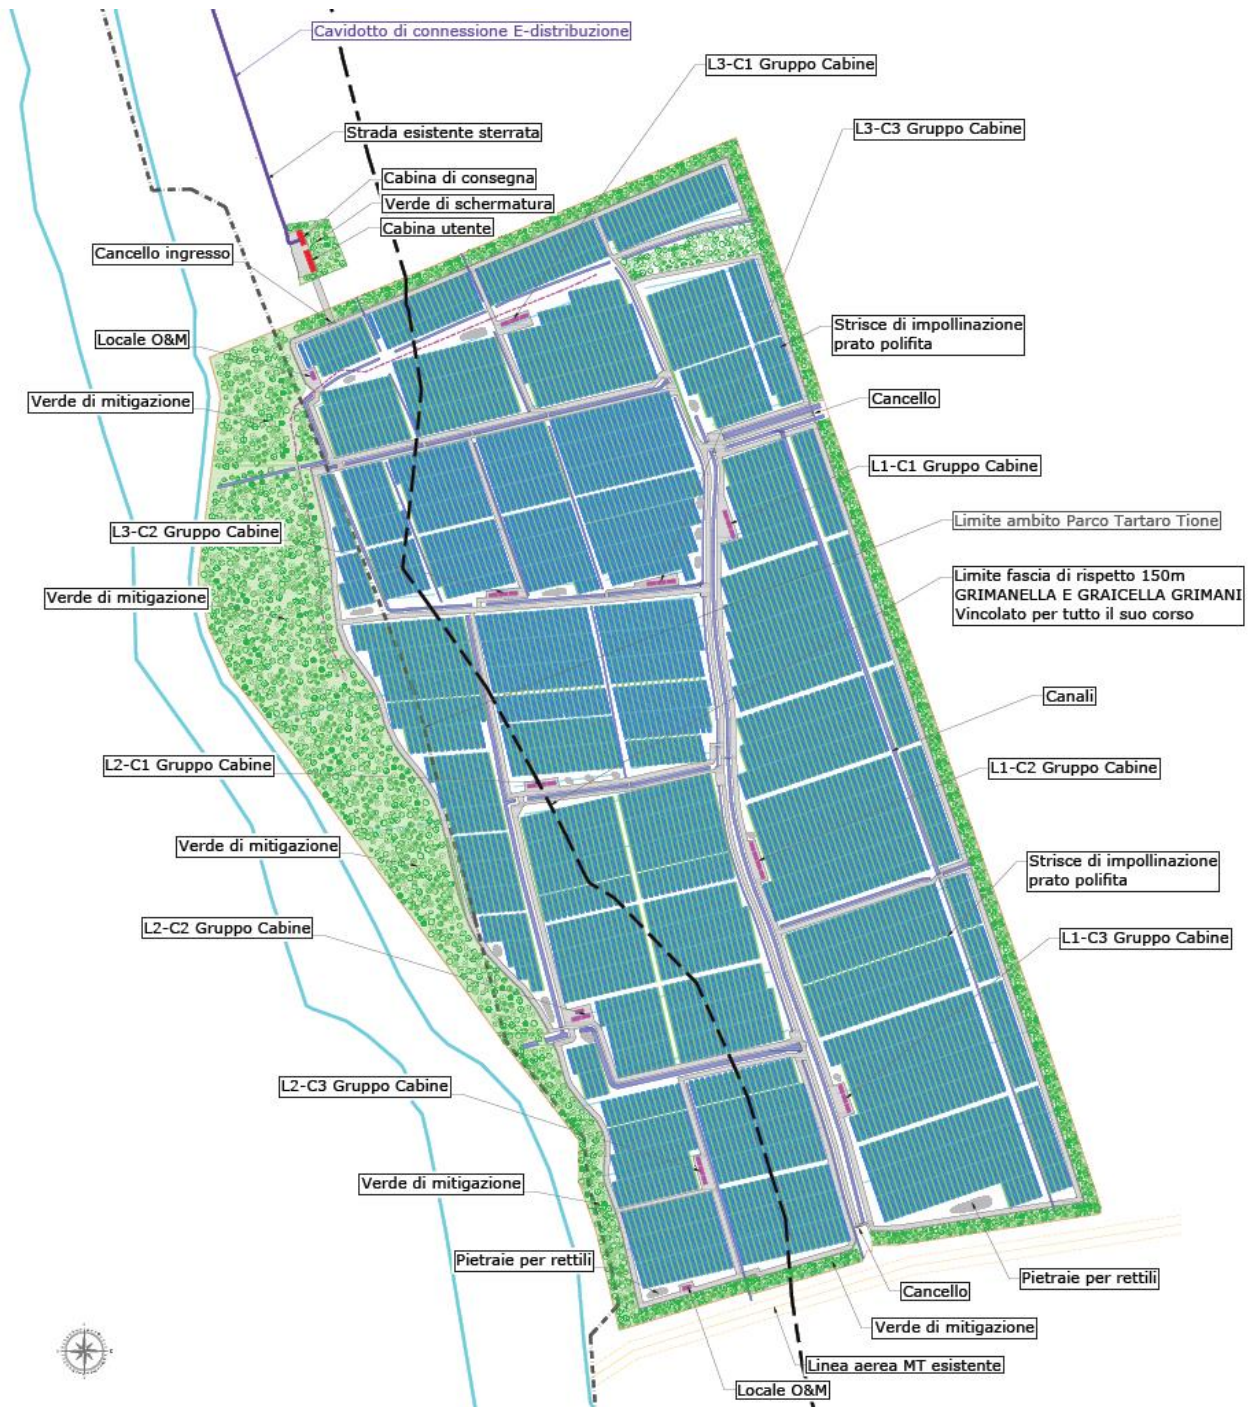 Cavidotto di connessione E-distribuzione
L3-C1 Gruppo Cabine
L3-C3 Gruppo Cabine
Strada esistente sterrata
Cabina di consegna
Verde di schermatura
Cabina utente
Cancello ingresso
Strisce di impollinazione
prato polifita
Locale O&M
Verde di mitigazione
Cancello
L1-C1 Gruppo Cabine
L3-C2 Gruppo Cabine
Limite ambito Parco Tartaro Tione
Verde di mitigazione
Limite fascia di rispetto 150m
GRIMANELLA E GRAICELLA GRIMANI
Vincolato per tutto il suo corso
Canali
L2-C1 Gruppo Cabine
L1-C2 Gruppo Cabine
Verde di mitigazione
Strisce di impollinazione
prato polifita
L2-C2 Gruppo Cabine
L1-C3 Gruppo Cabine
L2-C3 Gruppo Cabine
Verde di mitigazione
Pietraie per rettili
Pietraie per rettili
Cancello
Verde di mitigazione
Linea aerea MT esistente
Locale O&M